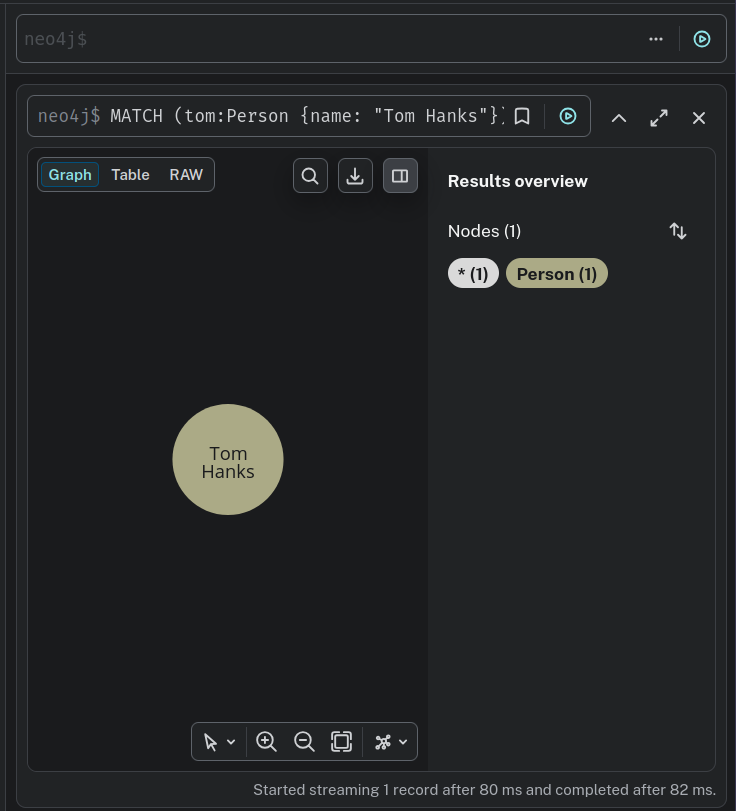 neo4j$
neo4j$ MATCH (tom:Person {name: "Tom Hanks"})
Graph Table RAW
Results overview
Nodes (1)
* (1) Person (1)
Tom
Hanks
Started streaming 1 record after 80 ms and completed after 82 ms.